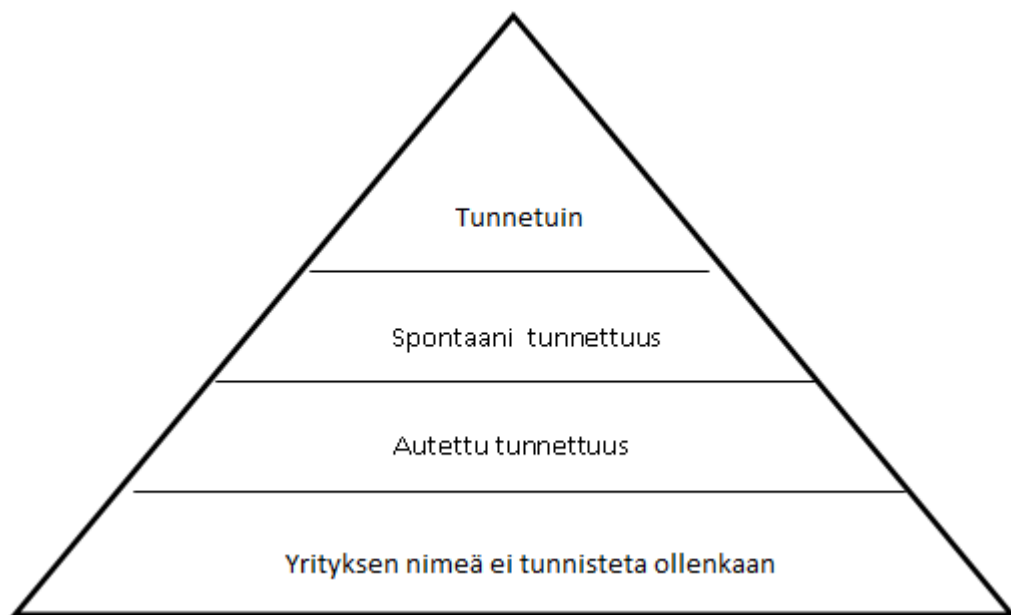 Tunnetuin
Spontaani tunnettuus
Autettu tunnettuus
Yrityksen nimeä ei tunnisteta ollenkaan